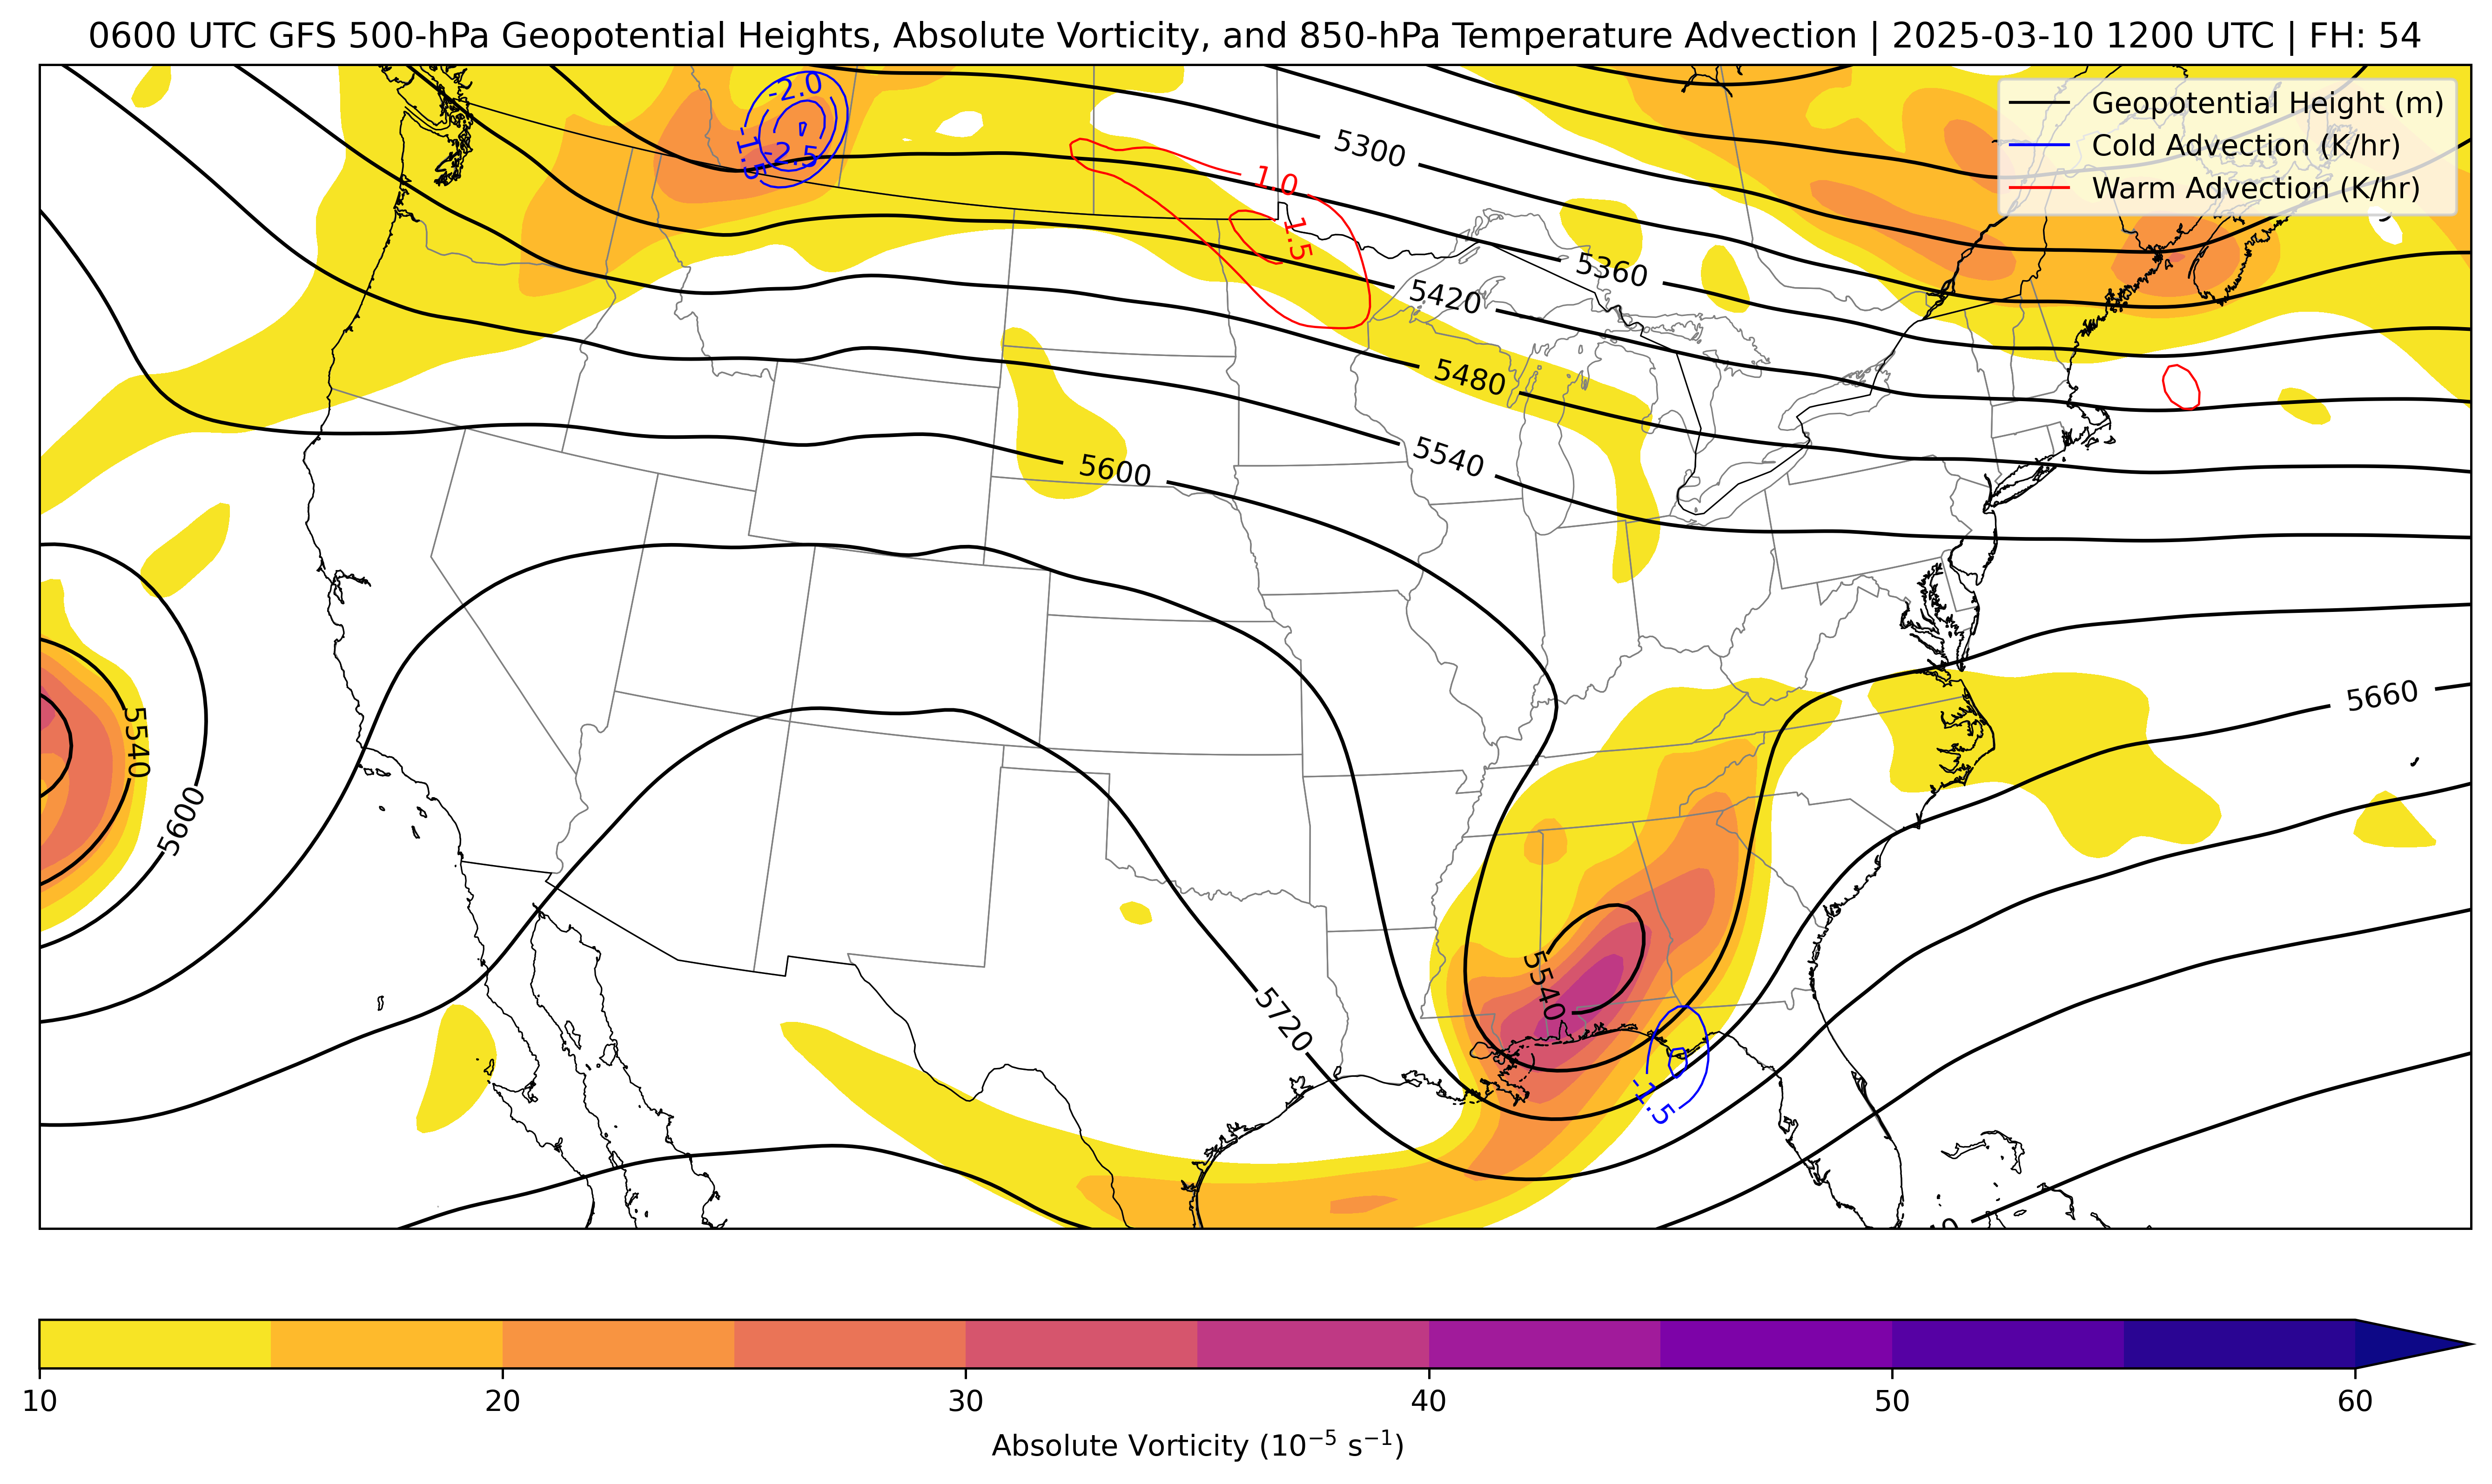 0600 UTC GFS 500-hPa Geopotential Heights, Absolute Vorticity, and 850-hPa Temperature Advection | 2025-03-10 1200 UTC | FH: 54
Geopotential Height (m)
Cold Advection (K/hr)
Warm Advection (K/hr)
-2.0
-1.5
-2.5
5300
1.0
1.5
5360
5420
5480
5540
5600
5660
5540
5600
5540
5720
-1.5
10 20 30 40 50 60
Absolute Vorticity (10⁻⁵ s⁻¹)